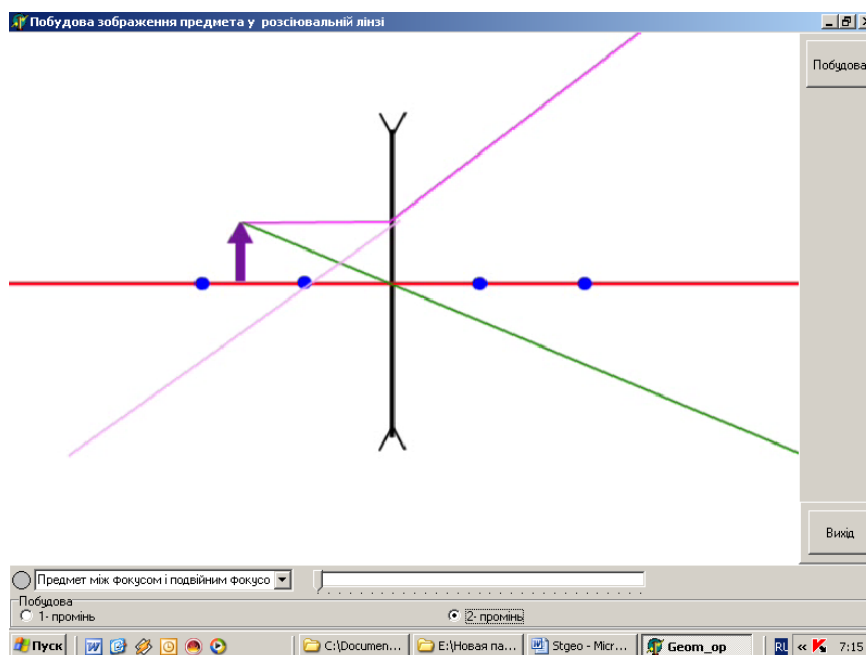 Побудова зображення предмета у розсіювальній лінзі
Побудова
Вихід
Предмет між фокусом і подвійним фокусо
Побудова
1- промінь
2- промінь
Пуск
C:\Documen...
E:\Новая па...
Stgeo - Micr...
Geom_op
RL
«
7:15